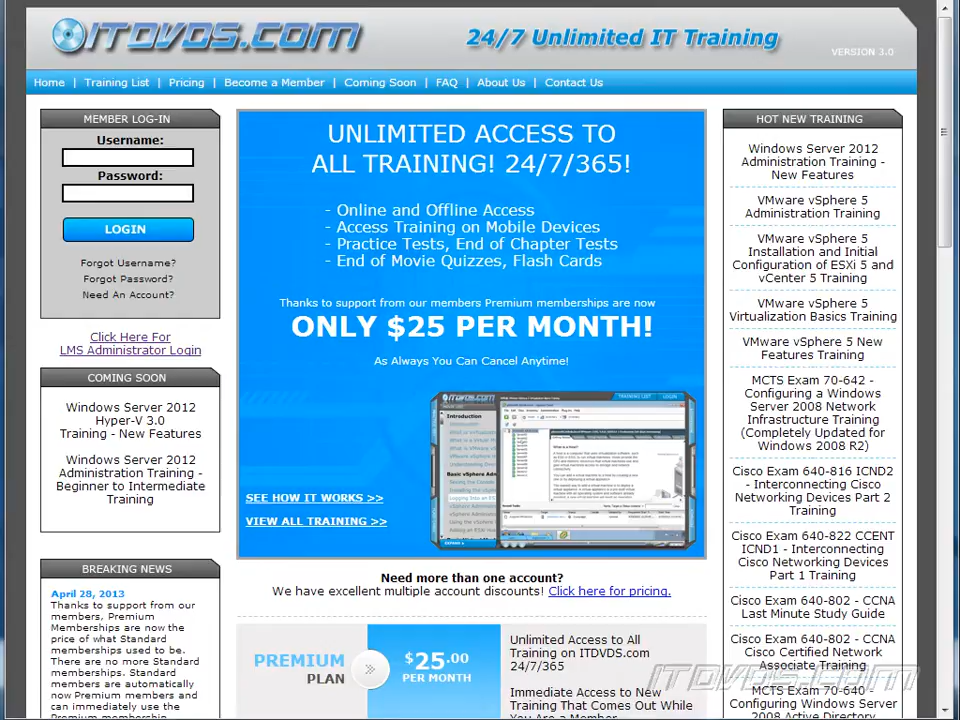 ITDVDS.COM
24/7 Unlimited IT Training
VERSION 3.0
Home | Training List | Pricing | Become a Member | Coming Soon | FAQ | About Us | Contact Us
MEMBER LOG-IN
Username:
Password:
LOGIN
Forgot Username?
Forgot Password?
Need An Account?
Click Here For
LMS Administrator Login
COMING SOON
Windows Server 2012
Hyper-V 3.0
Training - New Features
Windows Server 2012
Administration Training -
Beginner to Intermediate
Training
BREAKING NEWS
April 28, 2013
Thanks to support from our
members, Premium
Memberships are now the
price of what Standard
memberships used to be.
There are no more Standard
memberships. Standard
members are automatically
now Premium members and
can immediately use the
Premium membership
UNLIMITED ACCESS TO
ALL TRAINING! 24/7/365!
- Online and Offline Access
- Access Training on Mobile Devices
- Practice Tests, End of Chapter Tests
- End of Movie Quizzes, Flash Cards
Thanks to support from our members Premium memberships are now
ONLY $25 PER MONTH!
As Always You Can Cancel Anytime!
ITDVDS.COM
TRAINING LIST
LOGIN
Introduction
SEE HOW IT WORKS >>
VIEW ALL TRAINING >>
Need more than one account?
We have excellent multiple account discounts! Click here for pricing.
PREMIUM
PLAN
$25.00
PER MONTH
Unlimited Access to All
Training on ITDVDS.com
24/7/365
Immediate Access to New
Training That Comes Out While
You Are a Member
HOT NEW TRAINING
Windows Server 2012
Administration Training -
New Features
VMware vSphere 5
Administration Training
VMware vSphere 5
Installation and Initial
Configuration of ESXi 5 and
vCenter 5 Training
VMware vSphere 5
Virtualization Basics Training
VMware vSphere 5 New
Features Training
MCTS Exam 70-642 -
Configuring a Windows
Server 2008 Network
Infrastructure Training
(Completely Updated for
Windows 2008 R2)
Cisco Exam 640-816 ICND2
- Interconnecting Cisco
Networking Devices Part 2
Training
Cisco Exam 640-822 CCENT
ICND1 - Interconnecting
Cisco Networking Devices
Part 1 Training
Cisco Exam 640-802 - CCNA
Last Minute Study Guide
Cisco Exam 640-802 - CCNA
Cisco Certified Network
Associate Training
MCTS Exam 70-640 -
Configuring Windows Server
2008 Active Directory
ITDVDS.COM